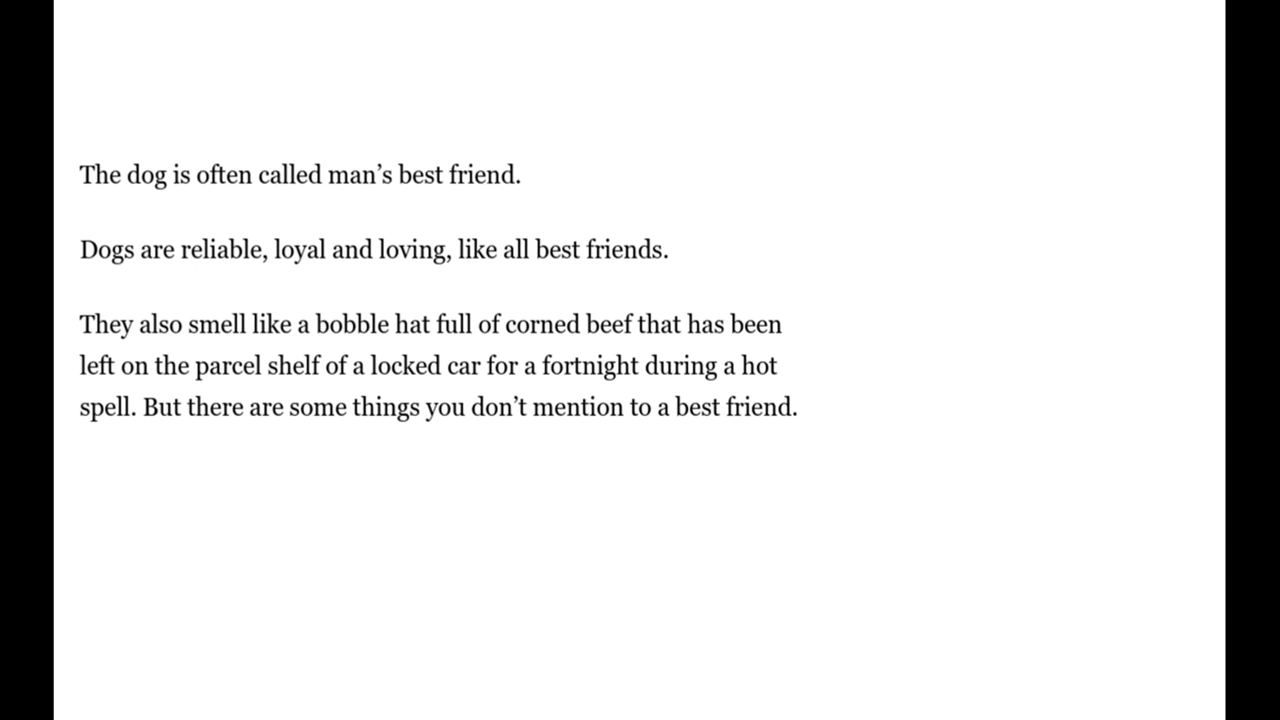 The dog is often called man’s best friend.
Dogs are reliable, loyal and loving, like all best friends.
They also smell like a bobble hat full of corned beef that has been
left on the parcel shelf of a locked car for a fortnight during a hot
spell. But there are some things you don’t mention to a best friend.